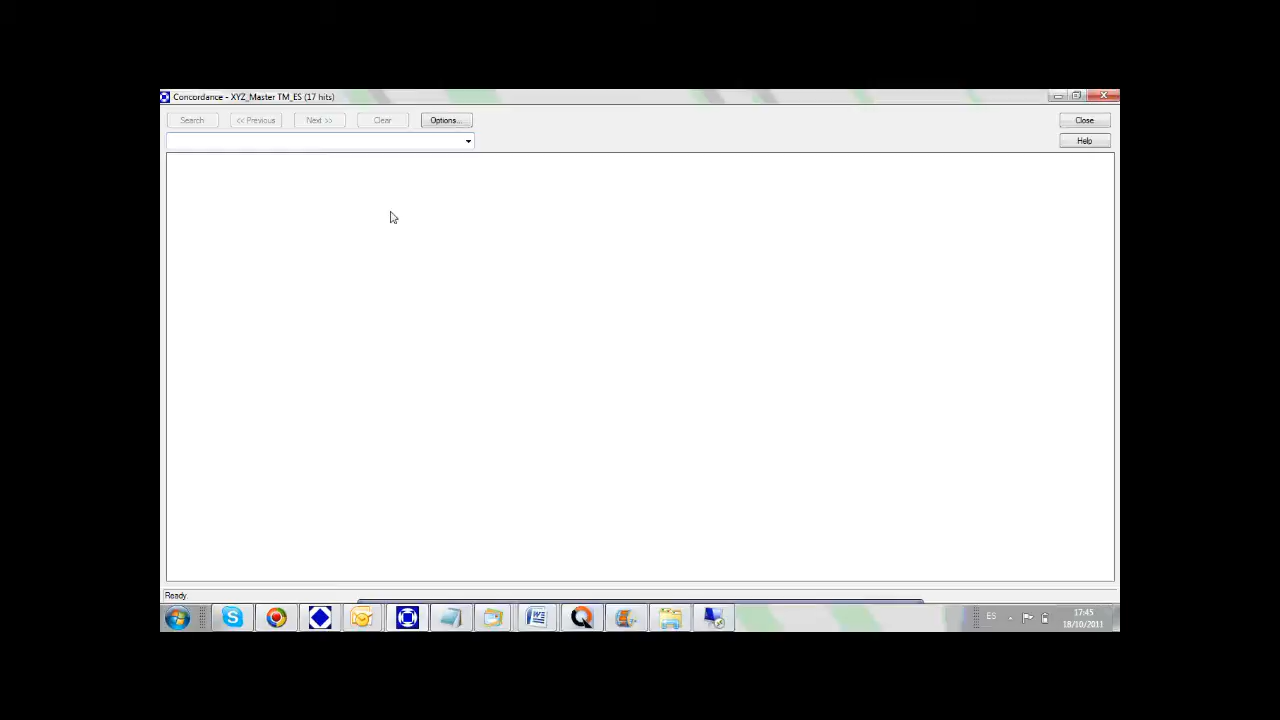 Concordance - XYZ_Master TM_ES (17 hits)
Search << Previous Next >> Clear Options... Close
Help
Ready
ES 17:45
18/10/2011